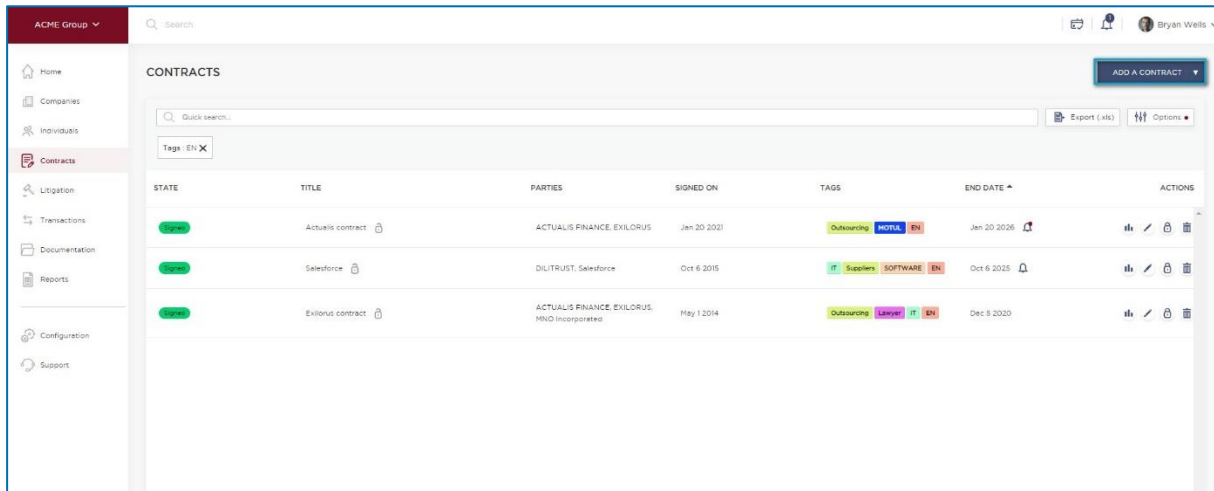 ACME Group
Search
1
Bryan Wells
Home
Companies
Individuals
Contracts
Litigation
Transactions
Documentation
Reports
Configuration
Support
CONTRACTS
ADD A CONTRACT
Quick search...
Export (.xls)
Options
Tags : EN X
STATE TITLE PARTIES SIGNED ON TAGS END DATE ACTIONS
Signed Actualis contract ACTUALIS FINANCE, EXILORUS Jan 20 2021 Outsourcing MOTUL EN Jan 20 2026
Signed Salesforce DILITRUST, Salesforce Oct 6 2015 IT Suppliers SOFTWARE EN Oct 6 2025
Signed Exilorus contract ACTUALIS FINANCE, EXILORUS, May 1 2014 Outsourcing Lawyer IT EN Dec 5 2020
MNO Incorporated